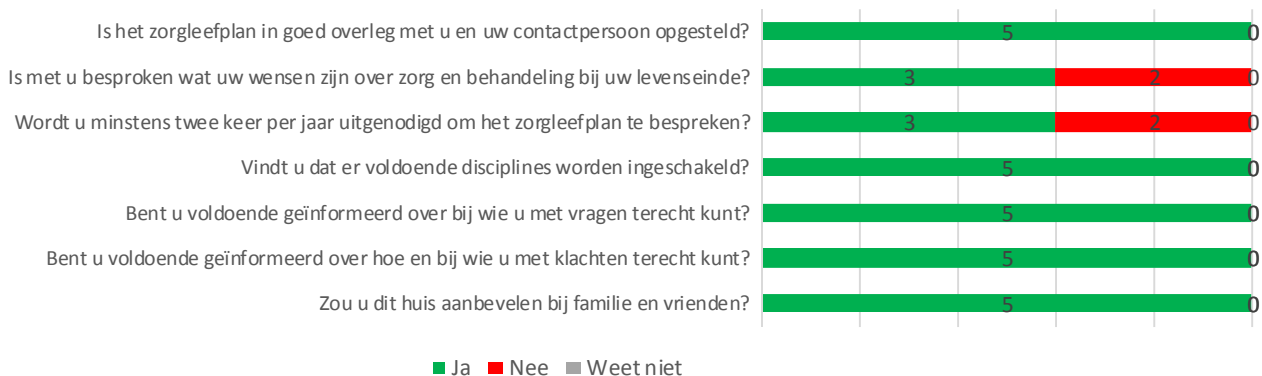 Is het zorgleefplan in goed overleg met u en uw contactpersoon opgesteld? 5 0
Is met u besproken wat uw wensen zijn over zorg en behandeling bij uw levenseinde? 3 2 0
Wordt u minstens twee keer per jaar uitgenodigd om het zorgleefplan te bespreken? 3 2 0
Vindt u dat er voldoende disciplines worden ingeschakeld? 5 0
Bent u voldoende geïnformeerd over bij wie u met vragen terecht kunt? 5 0
Bent u voldoende geïnformeerd over hoe en bij wie u met klachten terecht kunt? 5 0
Zou u dit huis aanbevelen bij familie en vrienden? 5 0
Ja Nee Weet niet